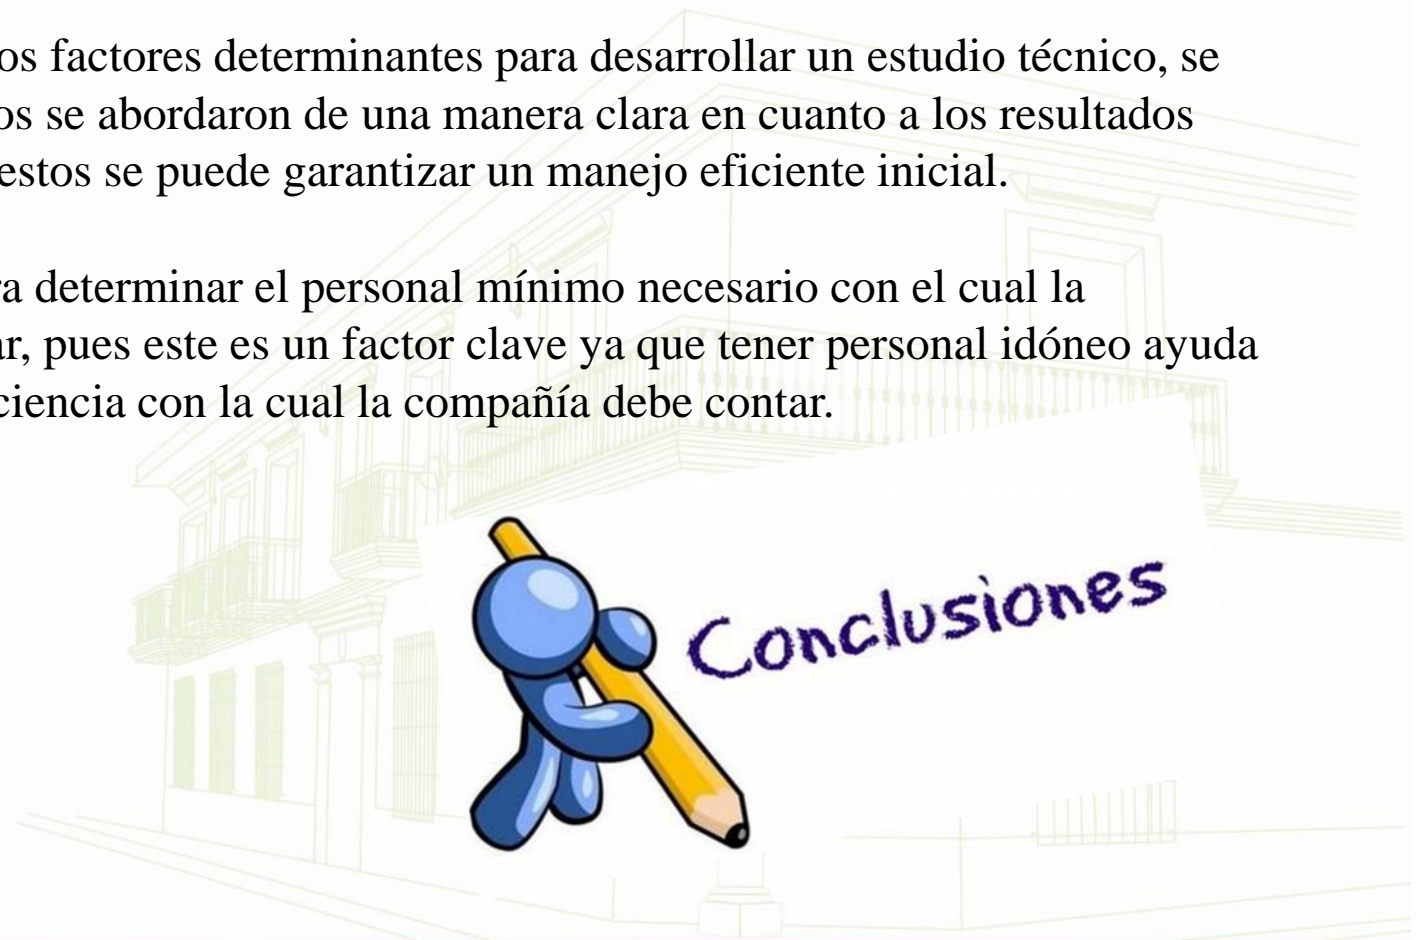 os factores determinantes para desarrollar un estudio técnico, se
os se abordaron de una manera clara en cuanto a los resultados
estos se puede garantizar un manejo eficiente inicial.
ra determinar el personal mínimo necesario con el cual la
ar, pues este es un factor clave ya que tener personal idóneo ayuda
ciencia con la cual la compañía debe contar.
Conclusiones